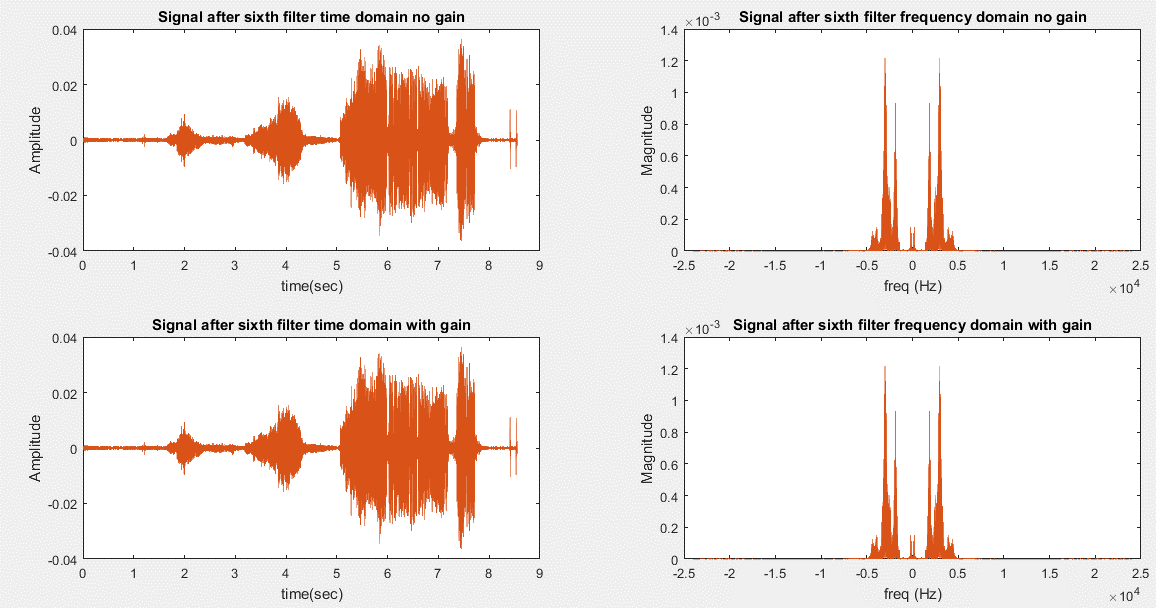 Signal after sixth filter time domain no gain
0.04
0.02
0
-0.02
-0.04
Amplitude
0 1 2 3 4 5 6 7 8 9
time(sec)
Signal after sixth filter frequency domain no gain
×10-3
1.4
1.2
1
0.8
0.6
0.4
0.2
0
Magnitude
-2.5 -2 -1.5 -1 -0.5 0 0.5 1 1.5 2 2.5
freq (Hz)
×104
Signal after sixth filter time domain with gain
0.04
0.02
0
-0.02
-0.04
Amplitude
0 1 2 3 4 5 6 7 8 9
time(sec)
Signal after sixth filter frequency domain with gain
×10-3
1.4
1.2
1
0.8
0.6
0.4
0.2
0
Magnitude
-2.5 -2 -1.5 -1 -0.5 0 0.5 1 1.5 2 2.5
freq (Hz)
×104